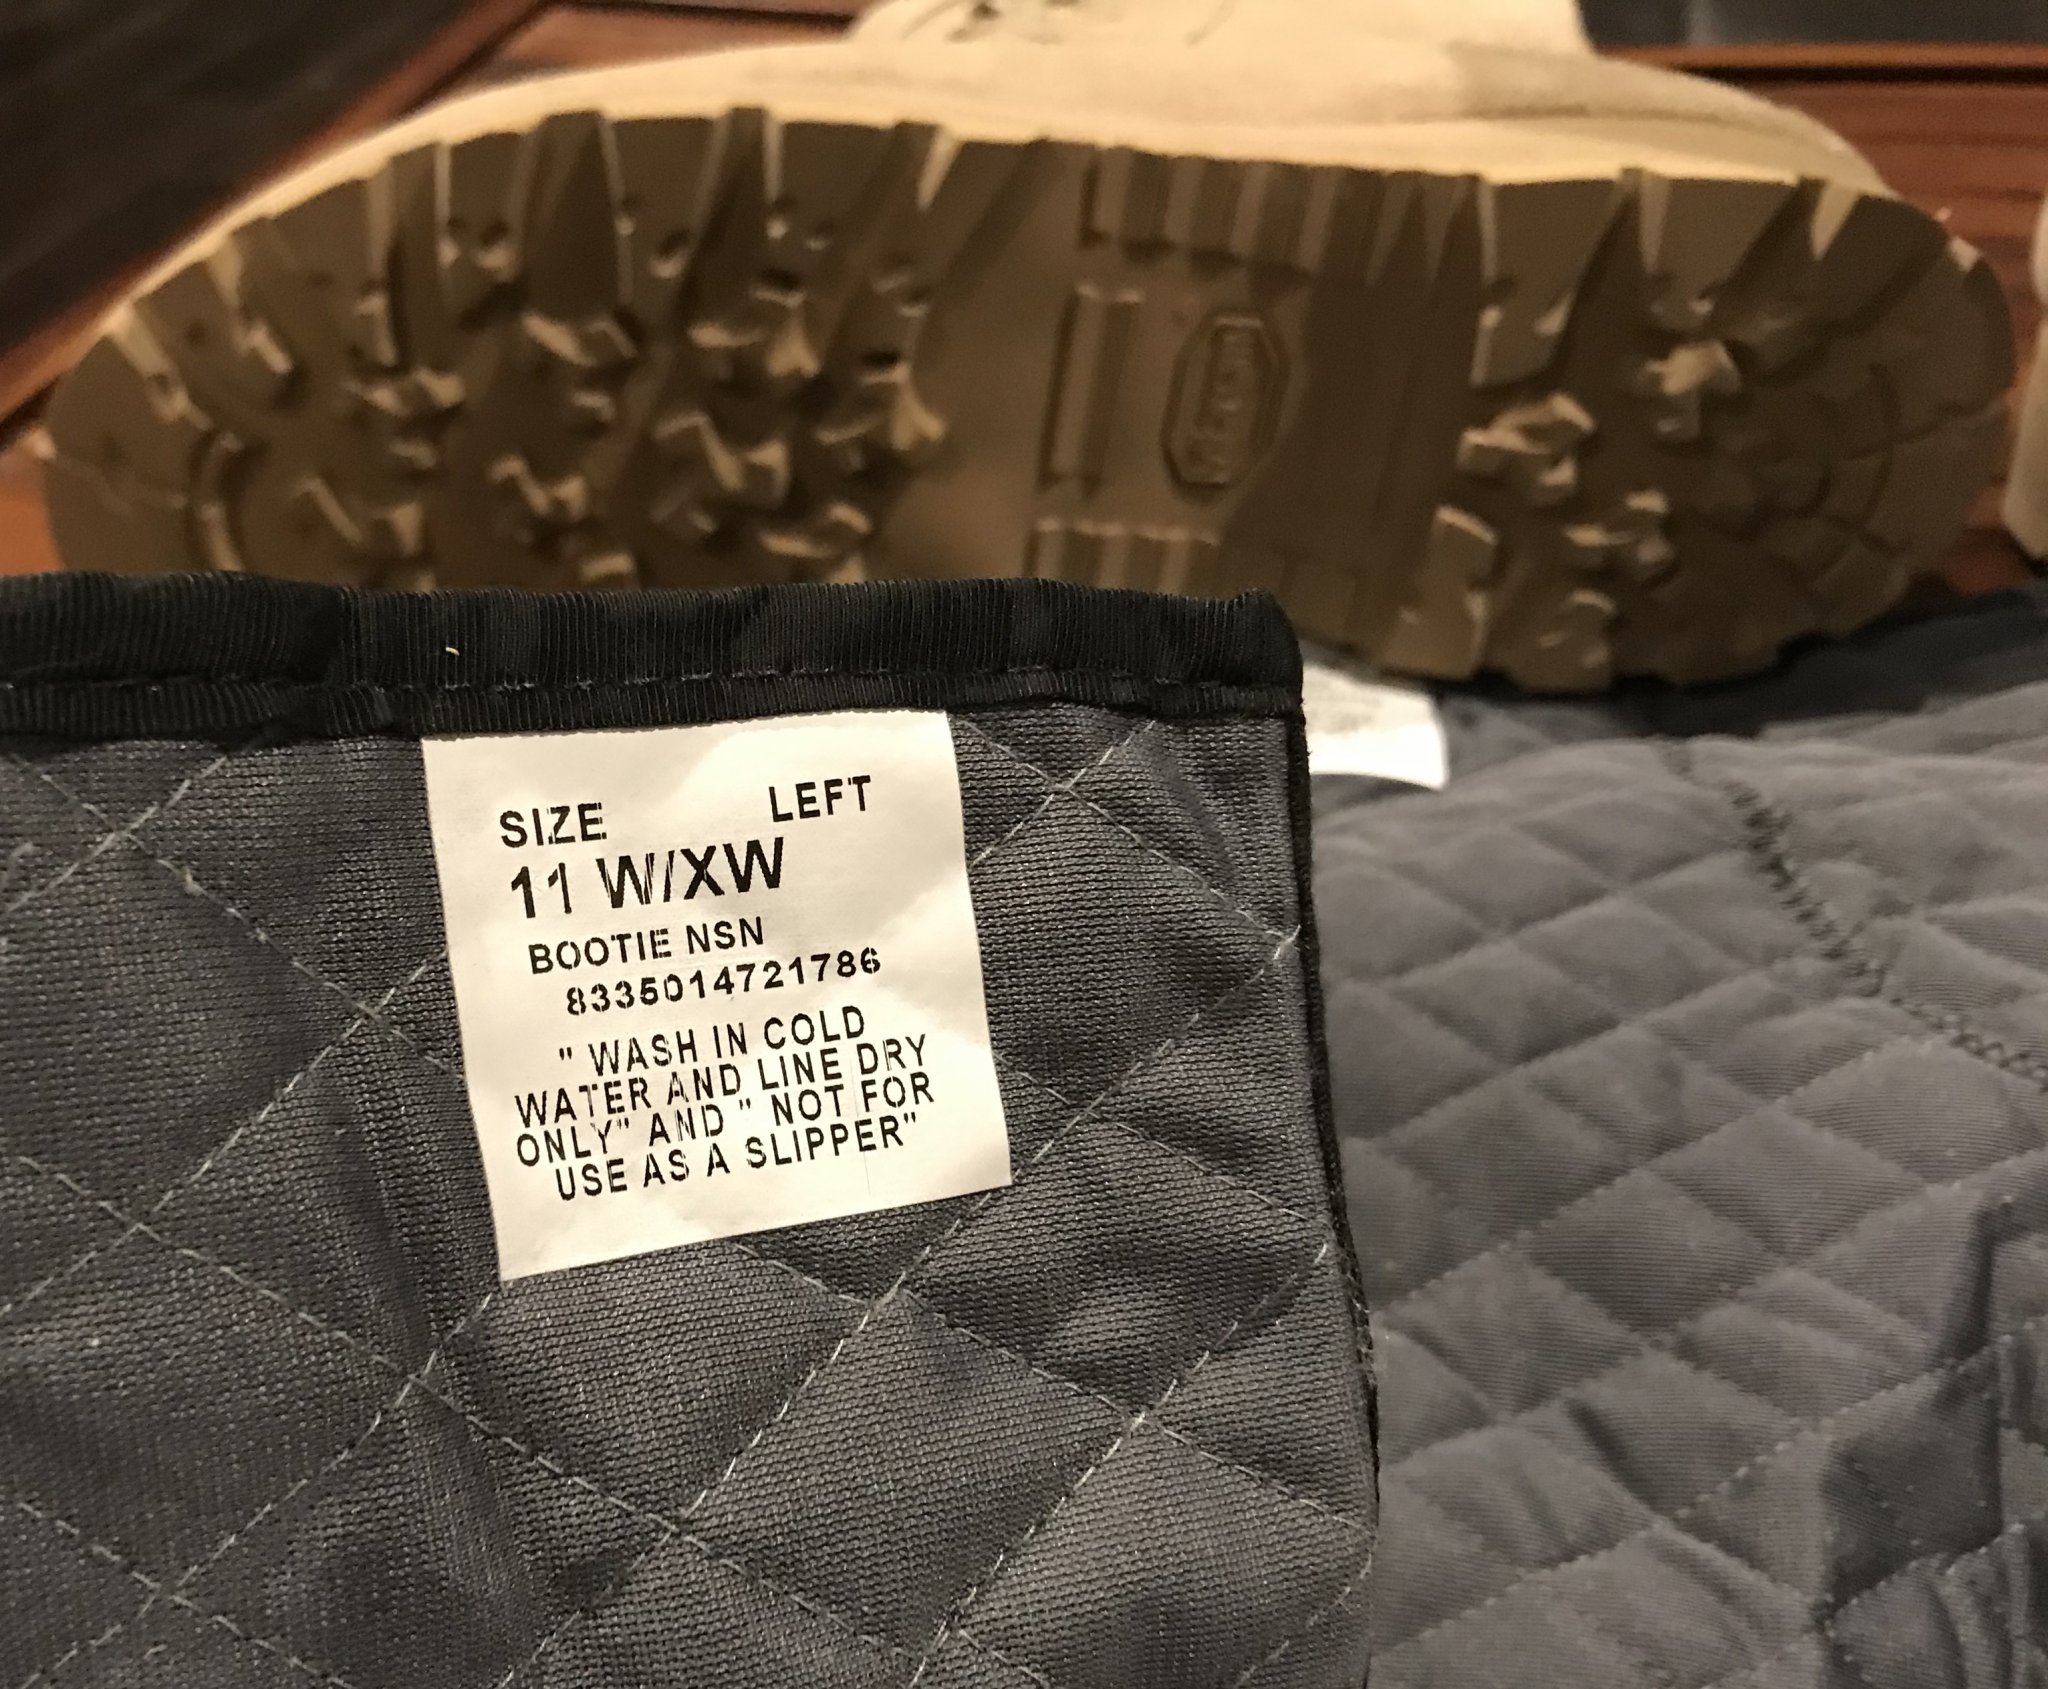 SIZE LEFT
11 W/XW
BOOTIE NSN
8335014721786
" WASH IN COLD
WATER AND LINE DRY
ONLY" AND " NOT FOR
USE AS A SLIPPER"